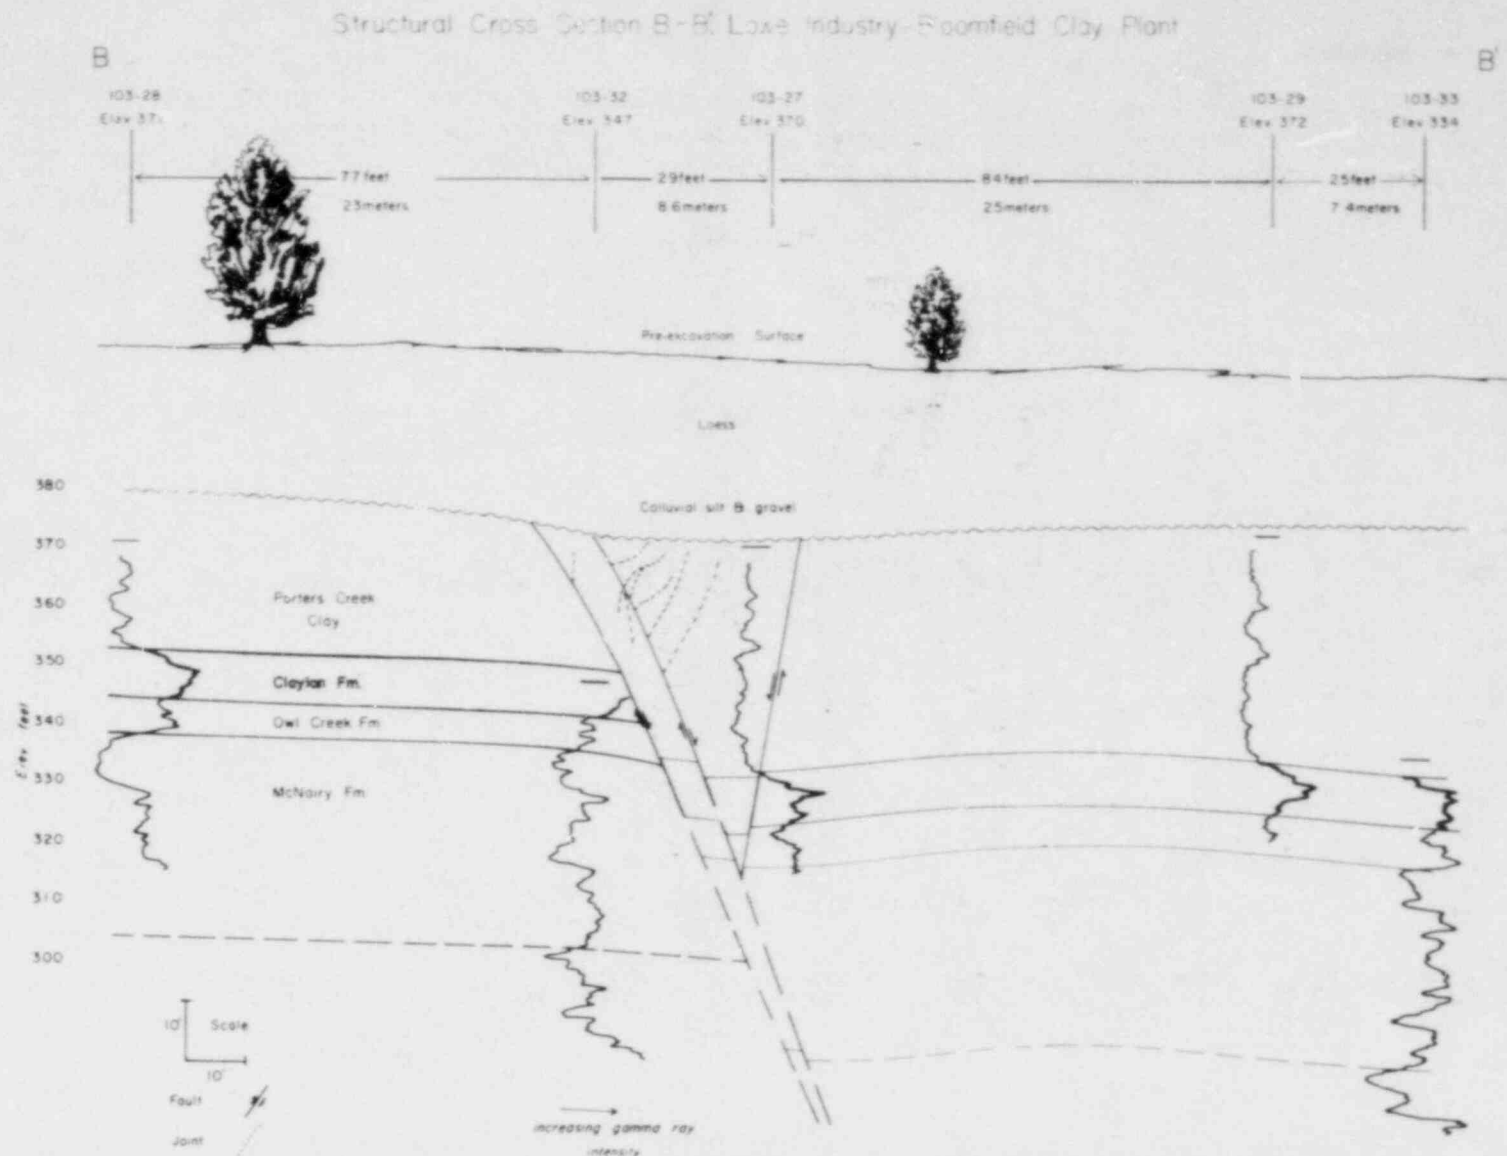 Structural Cross Section B-B' Lowe Industry-Bloomfield Clay Plant
B
B'
103-28
Elev 37
103-32
Elev 347
103-27
Elev 370
103-29
Elev 372
103-33
Elev 334
77 feet
23 meters
29 feet
8.6 meters
84 feet
25 meters
25 feet
7.4 meters
Pre-excavation Surface
Loess
Colluvial silt & gravel
Elev feet
380
370
360
350
340
330
320
310
300
Porters Creek
Clay
Clayton Fm.
Owl Creek Fm
McNairy Fm
10'
Scale
10'
Fault
Joint
increasing gamma ray
intensity